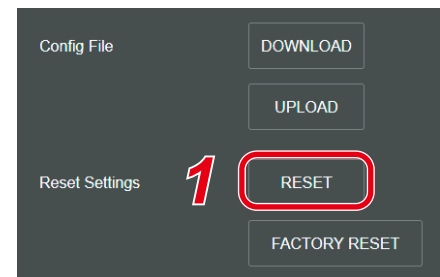 Config File DOWNLOAD
UPLOAD
Reset Settings 1 RESET
FACTORY RESET